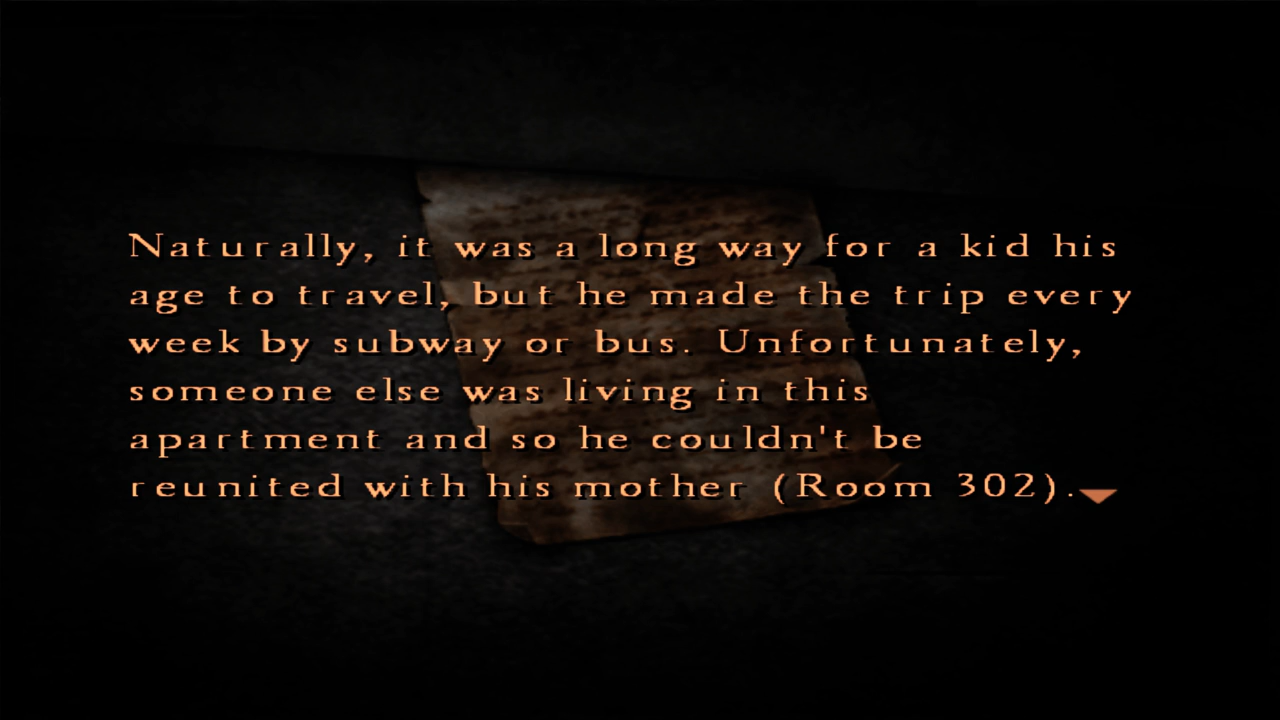 Naturally, it was a long way for a kid his
age to travel, but he made the trip every
week by subway or bus. Unfortunately,
someone else was living in this
apartment and so he couldn't be
reunited with his mother (Room 302).